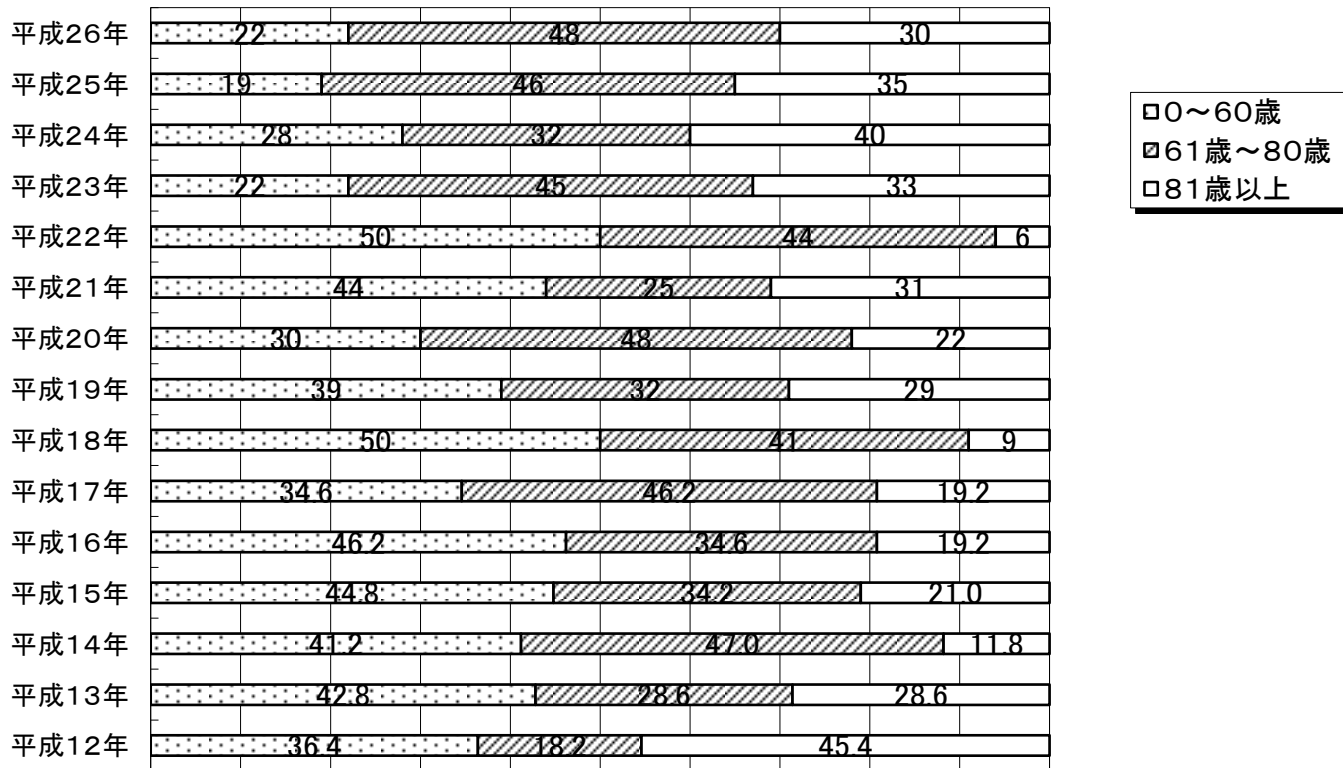 平成26年 22 48 30
平成25年 19 46 35
平成24年 28 32 40
平成23年 22 45 33
平成22年 50 44 6
平成21年 44 25 31
平成20年 30 48 22
平成19年 39 32 29
平成18年 50 41 9
平成17年 34.6 46.2 19.2
平成16年 46.2 34.6 19.2
平成15年 44.8 34.2 21.0
平成14年 41.2 47.0 11.8
平成13年 42.8 28.6 28.6
平成12年 36.4 18.2 45.4
0～60歳
61歳～80歳
81歳以上